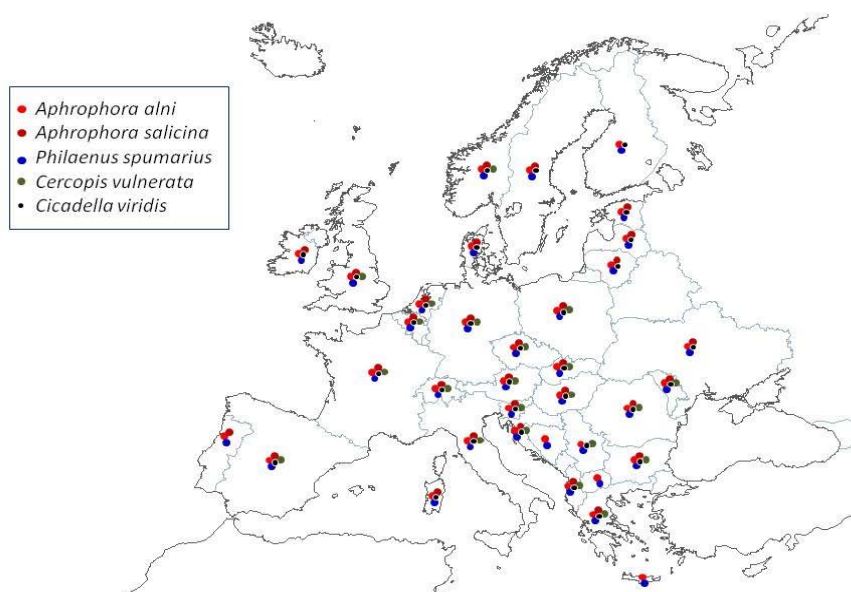 Aphrophora alni
Aphrophora salicina
Philaenus spumarius
Cercopis vulnerata
Cicadella viridis